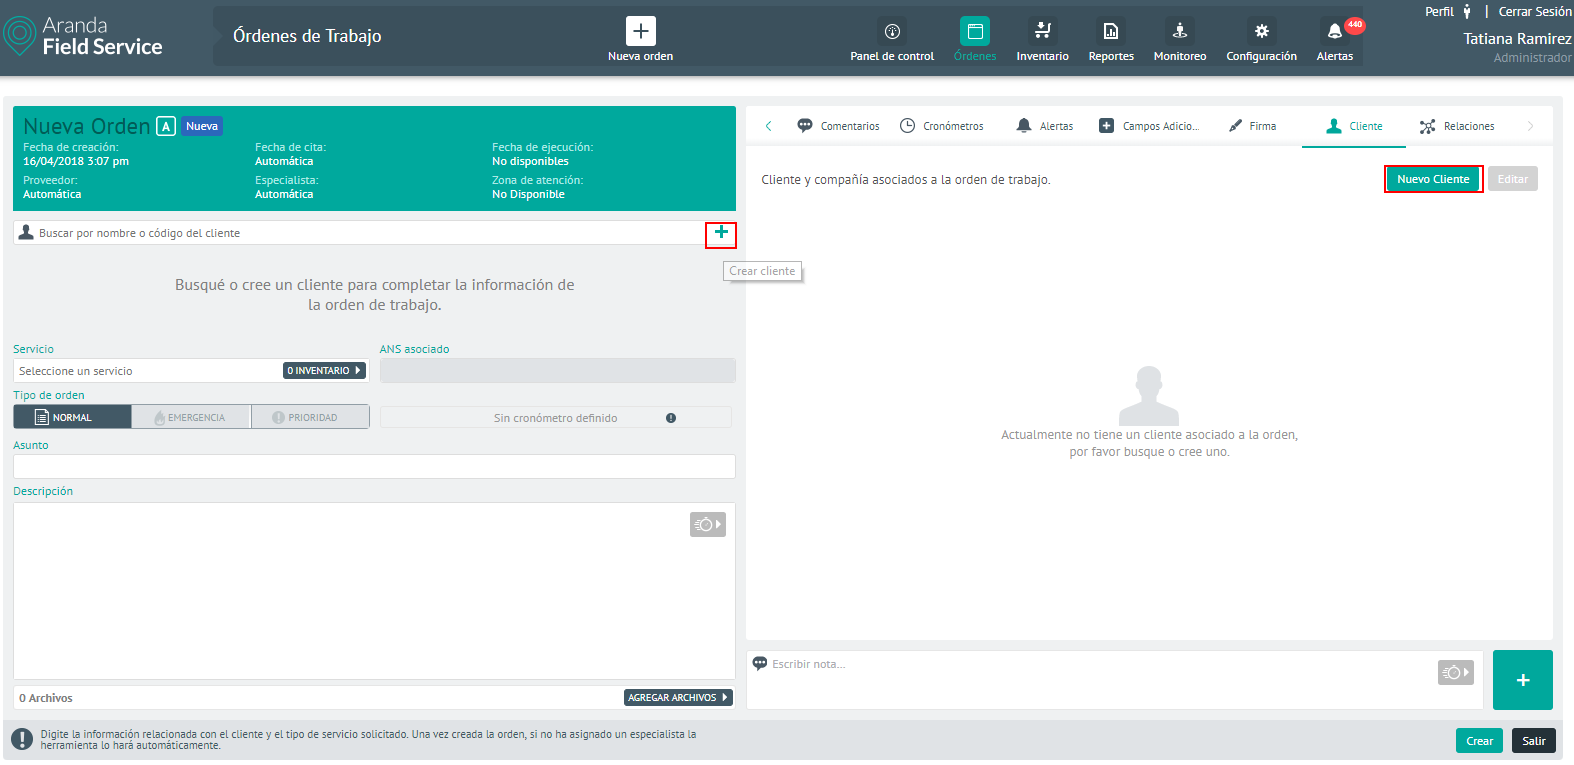 Aranda
Field Service
Órdenes de Trabajo
Nueva orden
Panel de control
Órdenes
Inventario
Reportes
Monitoreo
Configuración
Alertas
440
Perfil | Cerrar Sesión
Tatiana Ramirez
Administrador
Nueva Orden A Nueva
Fecha de creación:
16/04/2018 3:07 pm
Fecha de cita:
Automática
Fecha de ejecución:
No disponibles
Proveedor:
Automática
Especialista:
Automática
Zona de atención:
No Disponible
Buscar por nombre o código del cliente
Crear cliente
Busqué o cree un cliente para completar la información de
la orden de trabajo.
Servicio
Seleccione un servicio
0 INVENTARIO
ANS asociado
Tipo de orden
NORMAL
EMERGENCIA
PRIORIDAD
Sin cronómetro definido
Asunto
Descripción
0 Archivos
AGREGAR ARCHIVOS
Comentarios
Cronómetros
Alertas
Campos Adicio...
Firma
Cliente
Relaciones
Cliente y compañía asociados a la orden de trabajo.
Nuevo Cliente
Editar
Actualmente no tiene un cliente asociado a la orden,
por favor busque o cree uno.
Escribir nota...
Digite la información relacionada con el cliente y el tipo de servicio solicitado. Una vez creada la orden, si no ha asignado un especialista la
herramienta lo hará automáticamente.
Crear
Salir